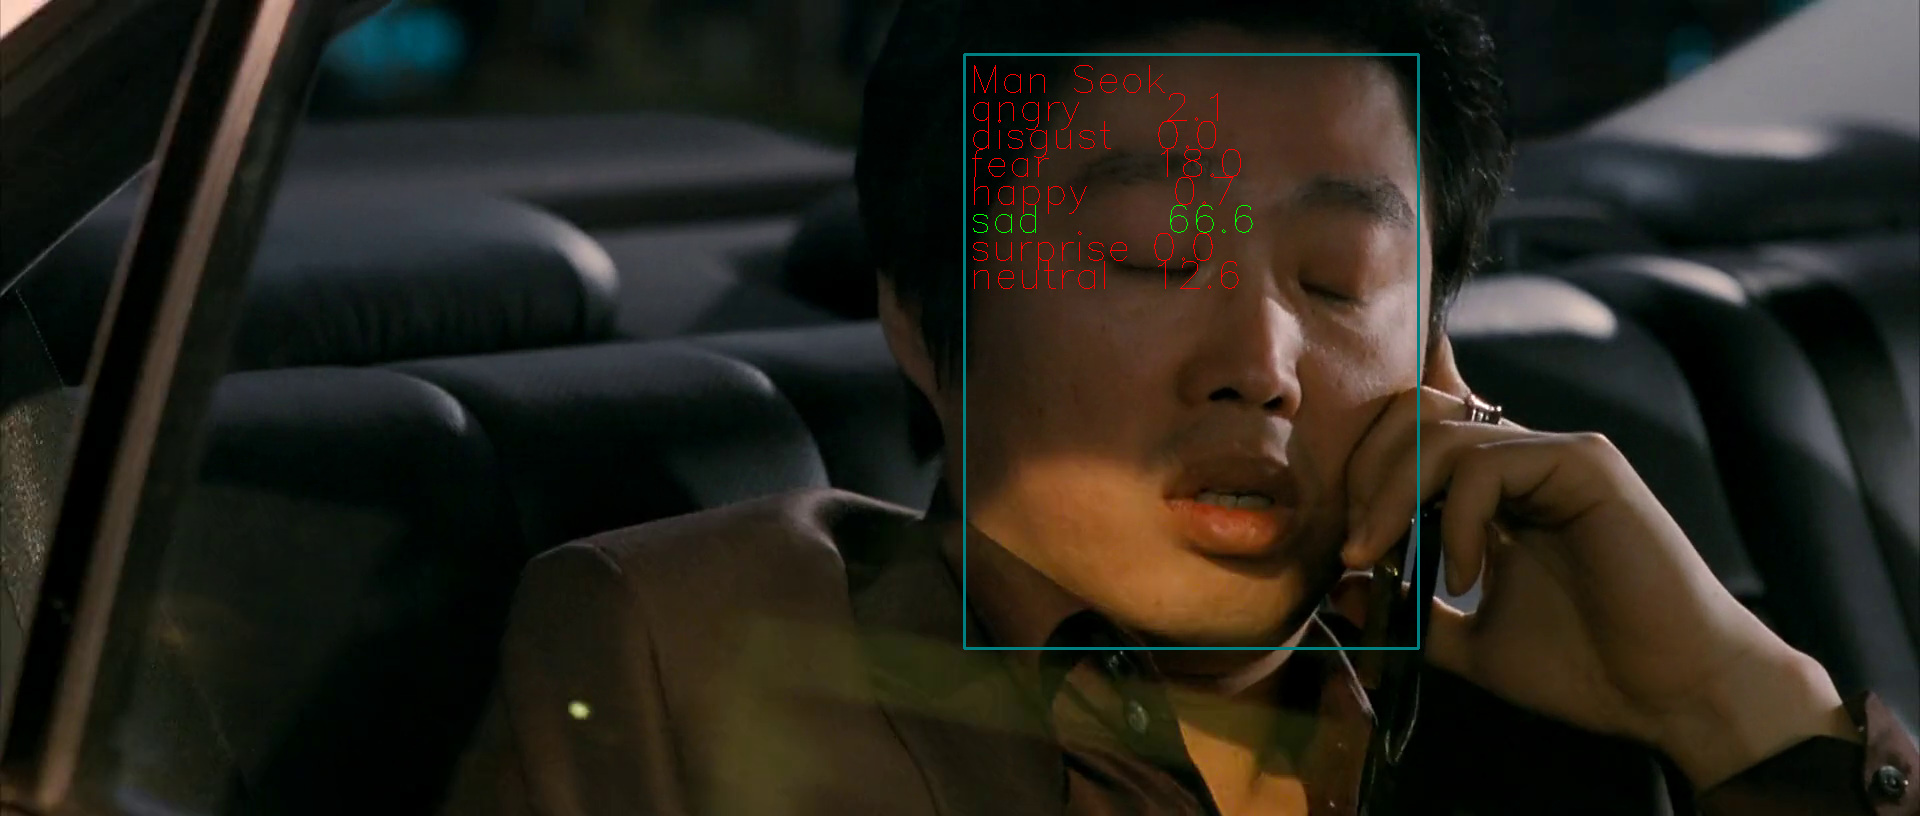 Man Seok
angry 2.1
disgust 0.0
fear 18.0
happy 0.7
sad 66.6
surprise 0.0
neutral 12.6